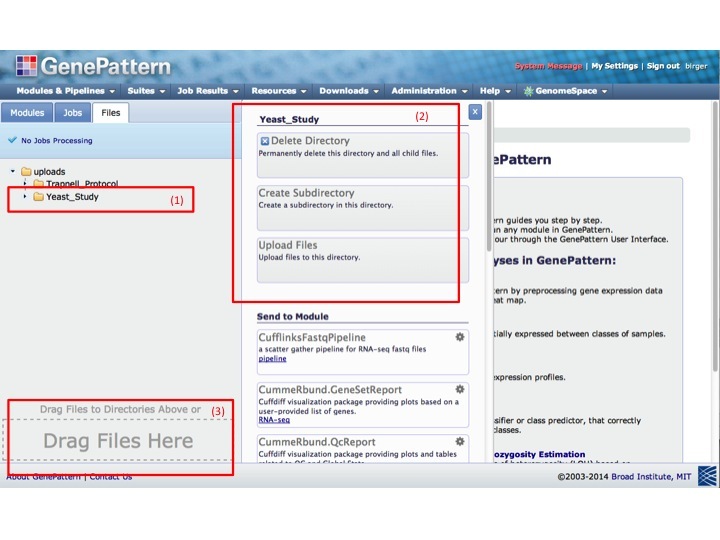 GenePattern
System Message | My Settings | Sign out birger
Modules & Pipelines Suites Job Results Resources Downloads Administration Help GenomeSpace
Modules Jobs Files
No Jobs Processing
uploads
Trapnell_Protocol
Yeast_Study
(1)
Yeast_Study
(2)
x
Delete Directory
Permanently delete this directory and all child files.
Create Subdirectory
Create a subdirectory in this directory.
Upload Files
Upload files to this directory.
Send to Module
CufflinksFastqPipeline
a scatter gather pipeline for RNA-seq fastq files
pipeline
CummeRbund.GeneSetReport
Cuffdiff visualization package providing plots based on a
user-provided list of genes.
RNA-seq
CummeRbund.QcReport
Cuffdiff visualization package providing plots and tables
ePattern
ern guides you step by step.
n any module in GenePattern.
our through the GenePattern User Interface.
yses in GenePattern:
ern by preprocessing gene expression data
eat map.
tially expressed between classes of samples.
expression profiles.
sifier or class predictor, that correctly
classes.
ozygosity Estimation
Drag Files to Directories Above or
(3)
Drag Files Here
About GenePattern | Contact Us
©2003-2014 Broad Institute, MIT